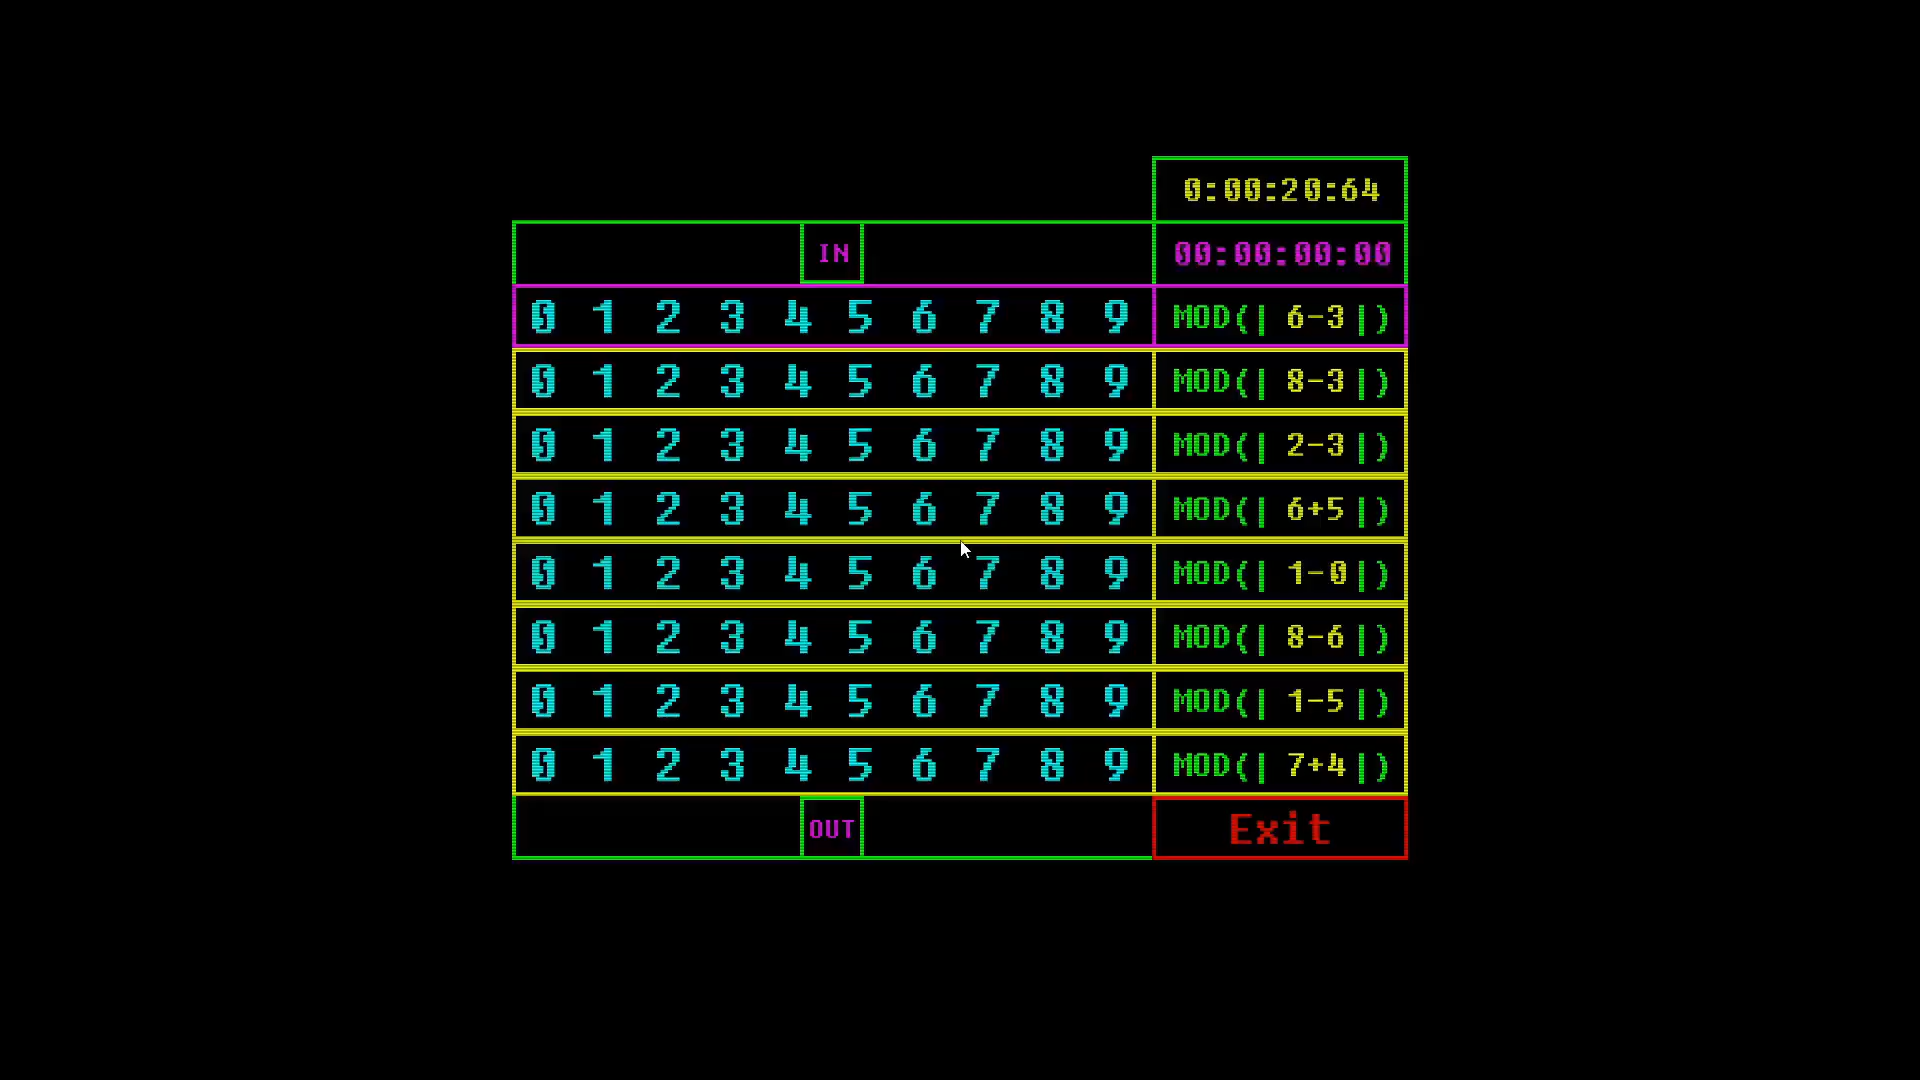 0:00:20:64
IN 00:00:00:00
0 1 2 3 4 5 6 7 8 9 MOD(| 6-3 |)
0 1 2 3 4 5 6 7 8 9 MOD(| 8-3 |)
0 1 2 3 4 5 6 7 8 9 MOD(| 2-3 |)
0 1 2 3 4 5 6 7 8 9 MOD(| 6+5 |)
0 1 2 3 4 5 6 7 8 9 MOD(| 1-0 |)
0 1 2 3 4 5 6 7 8 9 MOD(| 8-6 |)
0 1 2 3 4 5 6 7 8 9 MOD(| 1-5 |)
0 1 2 3 4 5 6 7 8 9 MOD(| 7+4 |)
OUT Exit